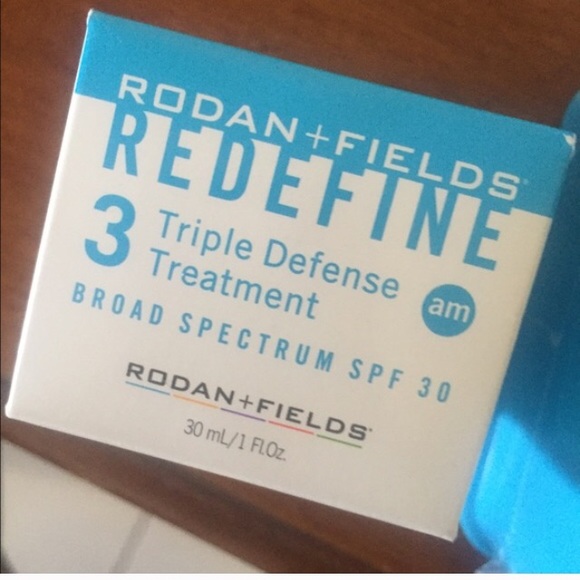 RODAN+FIELDS®
REDEFINE
3 Triple Defense
Treatment am
BROAD SPECTRUM SPF 30
RODAN+FIELDS®
30 mL/1 Fl.Oz.